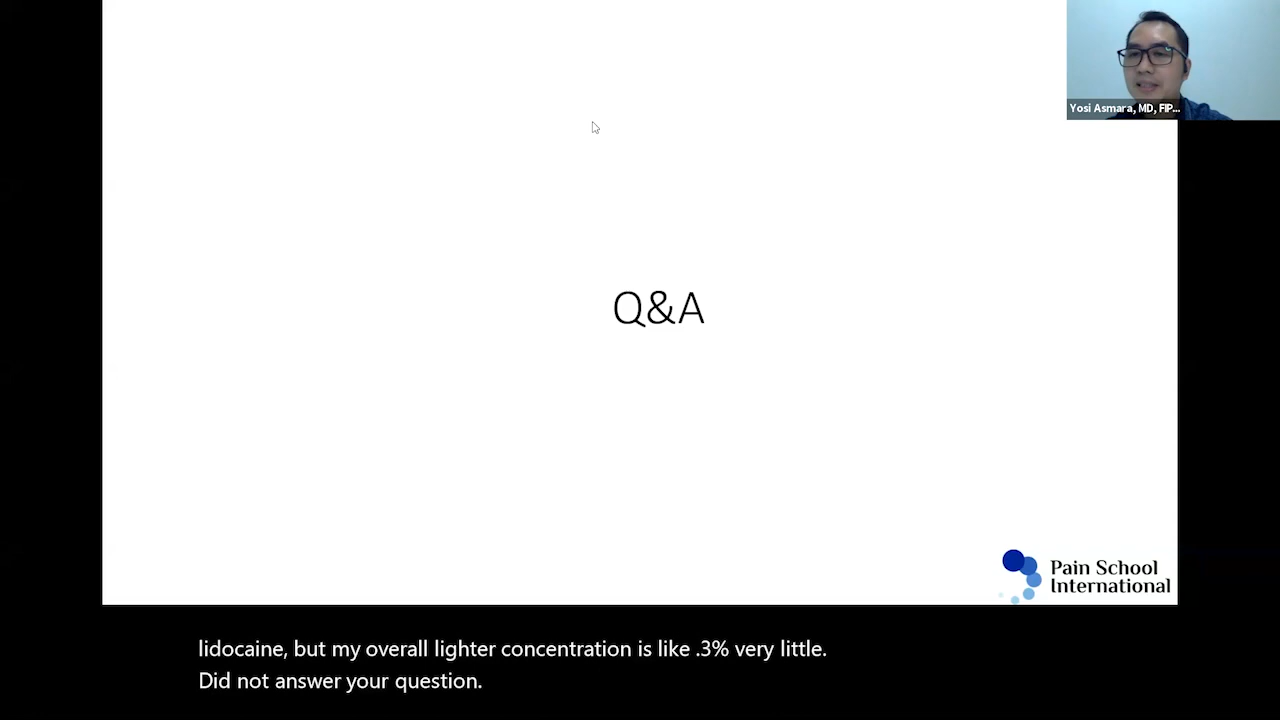 Yosi Asmara, MD, FIP...
Q&A
Pain School
International
lidocaine, but my overall lighter concentration is like .3% very little.
Did not answer your question.